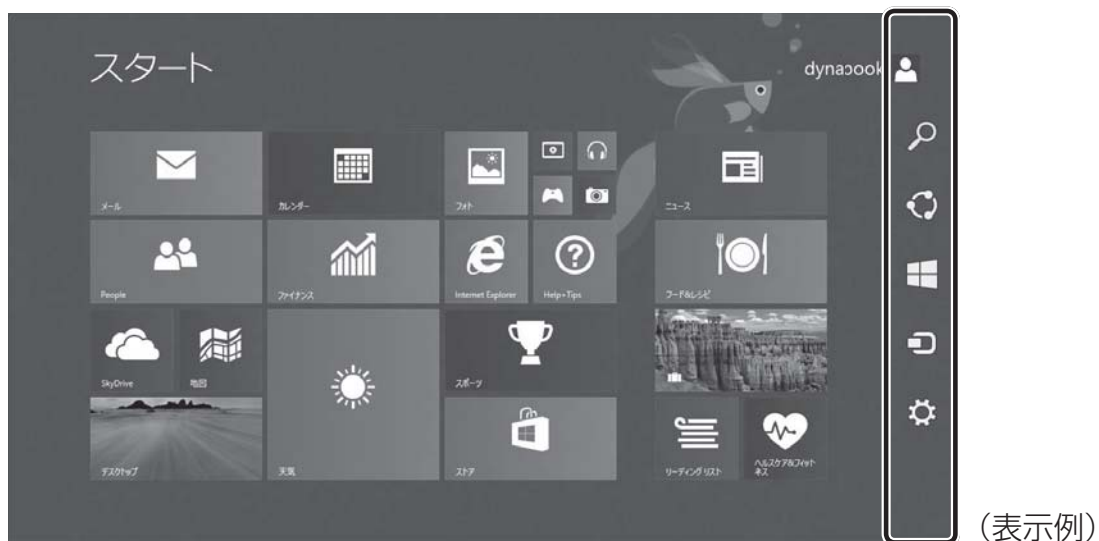 スタート
dynabook
メール
カレンダー
フォト
ニュース
People
ファイナンス
Internet Explorer
Help+Tips
フード&レシピ
SkyDrive
地図
スポーツ
デスクトップ
天気
ストア
リーディング リスト
ヘルスケア&フィット
ネス
(表示例)